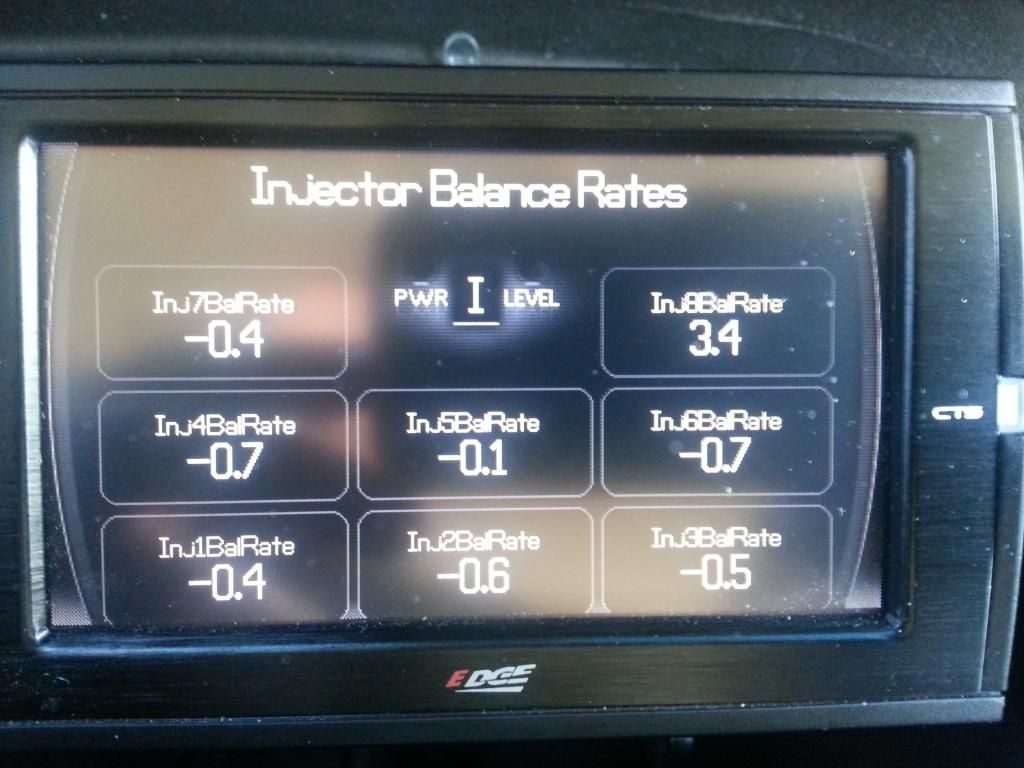 Injector Balance Rates
Inj7BalRate
-0.4
PWR I LEVEL
Inj8BalRate
3.4
Inj4BalRate
-0.7
Inj5BalRate
-0.1
Inj6BalRate
-0.7
CTS
Inj1BalRate
-0.4
Inj2BalRate
-0.6
Inj3BalRate
-0.5
EDGE